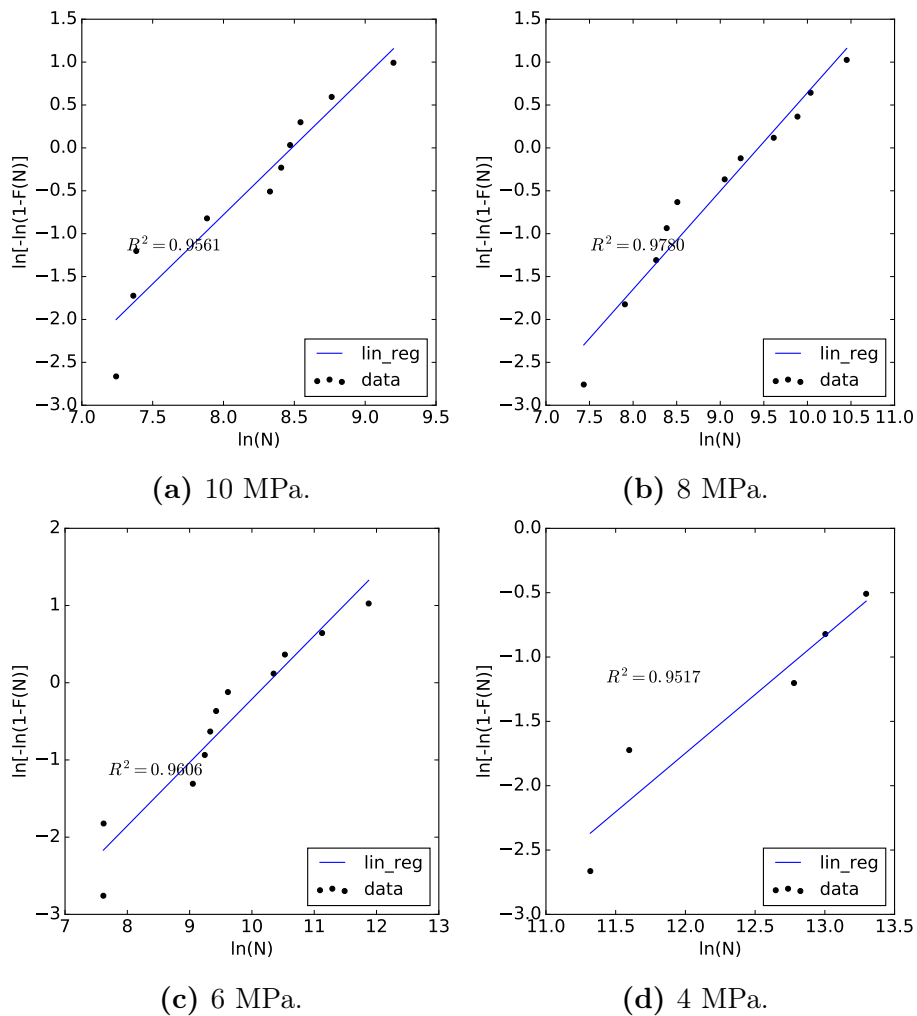 1.5
1.0
0.5
0.0
−0.5
−1.0
−1.5
−2.0
−2.5
−3.0
ln[-ln(1-F(N)]
R² = 0.9561
lin_reg
data
7.0 7.5 8.0 8.5 9.0 9.5
ln(N)
(a) 10 MPa.
1.5
1.0
0.5
0.0
−0.5
−1.0
−1.5
−2.0
−2.5
−3.0
ln[-ln(1-F(N)]
R² = 0.9780
lin_reg
data
7.0 7.5 8.0 8.5 9.0 9.5 10.0 10.5 11.0
ln(N)
(b) 8 MPa.
2
1
0
−1
−2
−3
ln[-ln(1-F(N)]
R² = 0.9606
lin_reg
data
7 8 9 10 11 12 13
ln(N)
(c) 6 MPa.
0.0
−0.5
−1.0
−1.5
−2.0
−2.5
−3.0
ln[-ln(1-F(N)]
R² = 0.9517
lin_reg
data
11.0 11.5 12.0 12.5 13.0 13.5
ln(N)
(d) 4 MPa.